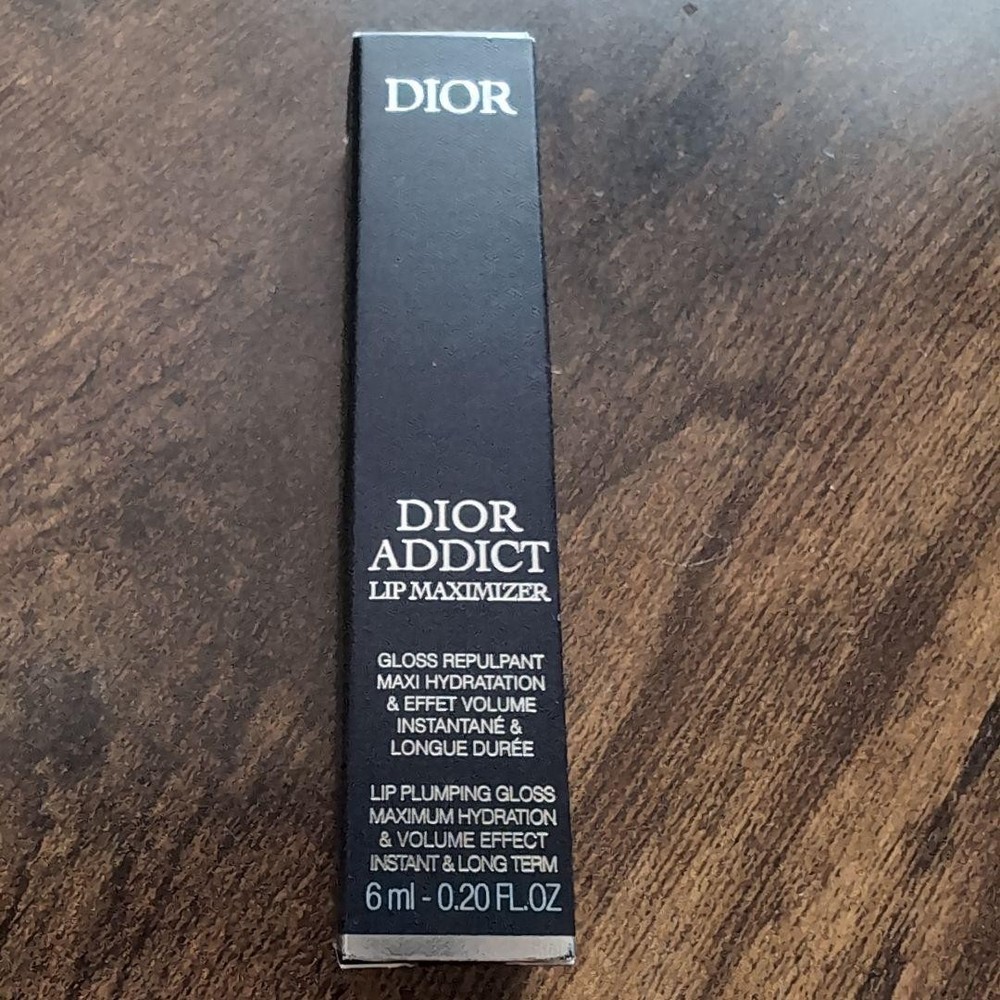 DIOR
DIOR
ADDICT
LIP MAXIMIZER
GLOSS REPULPANT
MAXI HYDRATATION
& EFFET VOLUME
INSTANTANÉ &
LONGUE DURÉE
LIP PLUMPING GLOSS
MAXIMUM HYDRATION
& VOLUME EFFECT
INSTANT & LONG TERM
6 ml - 0.20 FL.OZ